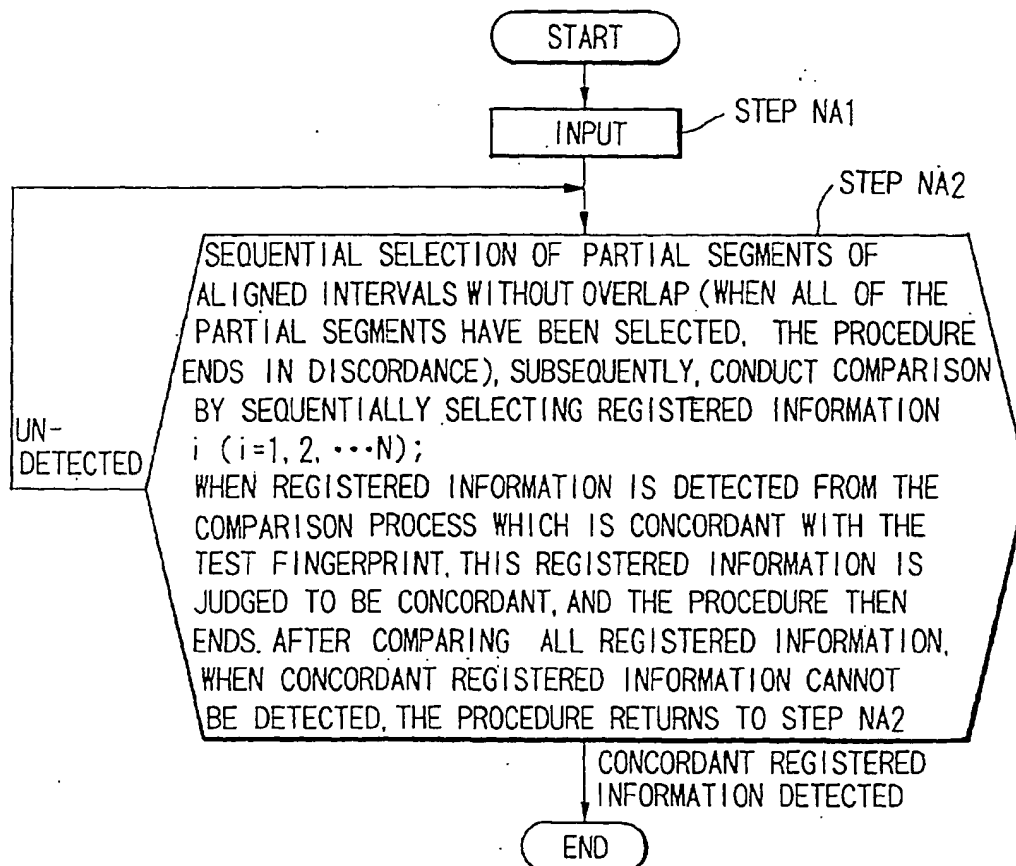 START
INPUT
STEP NA1
STEP NA2
SEQUENTIAL SELECTION OF PARTIAL SEGMENTS OF
ALIGNED INTERVALS WITHOUT OVERLAP (WHEN ALL OF THE
PARTIAL SEGMENTS HAVE BEEN SELECTED, THE PROCEDURE
ENDS IN DISCORDANCE), SUBSEQUENTLY, CONDUCT COMPARISON
BY SEQUENTIALLY SELECTING REGISTERED INFORMATION
i (i=1, 2, ···N);
WHEN REGISTERED INFORMATION IS DETECTED FROM THE
COMPARISON PROCESS WHICH IS CONCORDANT WITH THE
TEST FINGERPRINT, THIS REGISTERED INFORMATION IS
JUDGED TO BE CONCORDANT, AND THE PROCEDURE THEN
ENDS. AFTER COMPARING ALL REGISTERED INFORMATION,
WHEN CONCORDANT REGISTERED INFORMATION CANNOT
BE DETECTED, THE PROCEDURE RETURNS TO STEP NA2
UN-
DETECTED
CONCORDANT REGISTERED
INFORMATION DETECTED
END